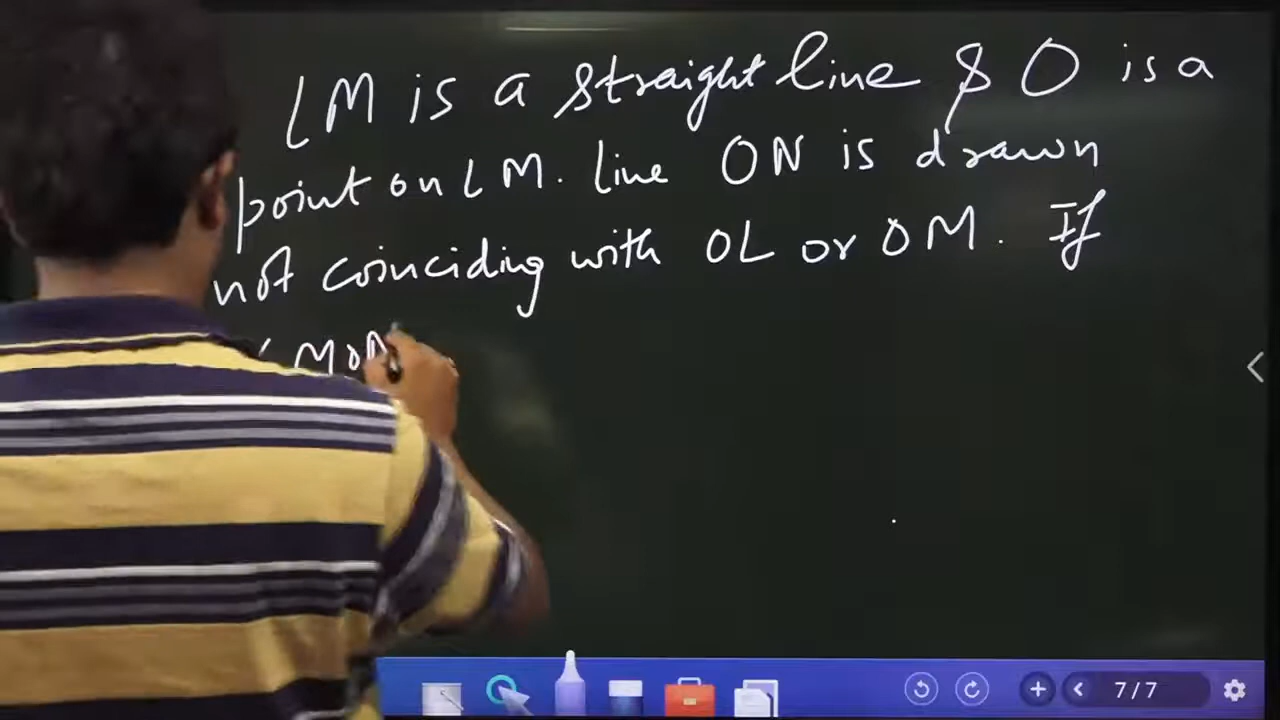 LM is a straight line & O is a
point on LM. line ON is drawn
not coinciding with OL or OM. If
∠ MON
7/7